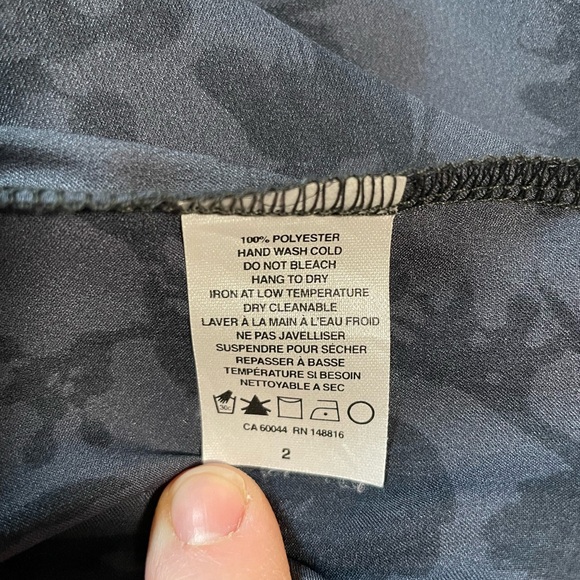 100% POLYESTER
HAND WASH COLD
DO NOT BLEACH
HANG TO DRY
IRON AT LOW TEMPERATURE
DRY CLEANABLE
LAVER À LA MAIN À L'EAU FROID
NE PAS JAVELLISER
SUSPENDRE POUR SÉCHER
REPASSER À BASSE
TEMPÉRATURE SI BESOIN
NETTOYABLE A SEC
30C
CA 60044 RN 148816
2